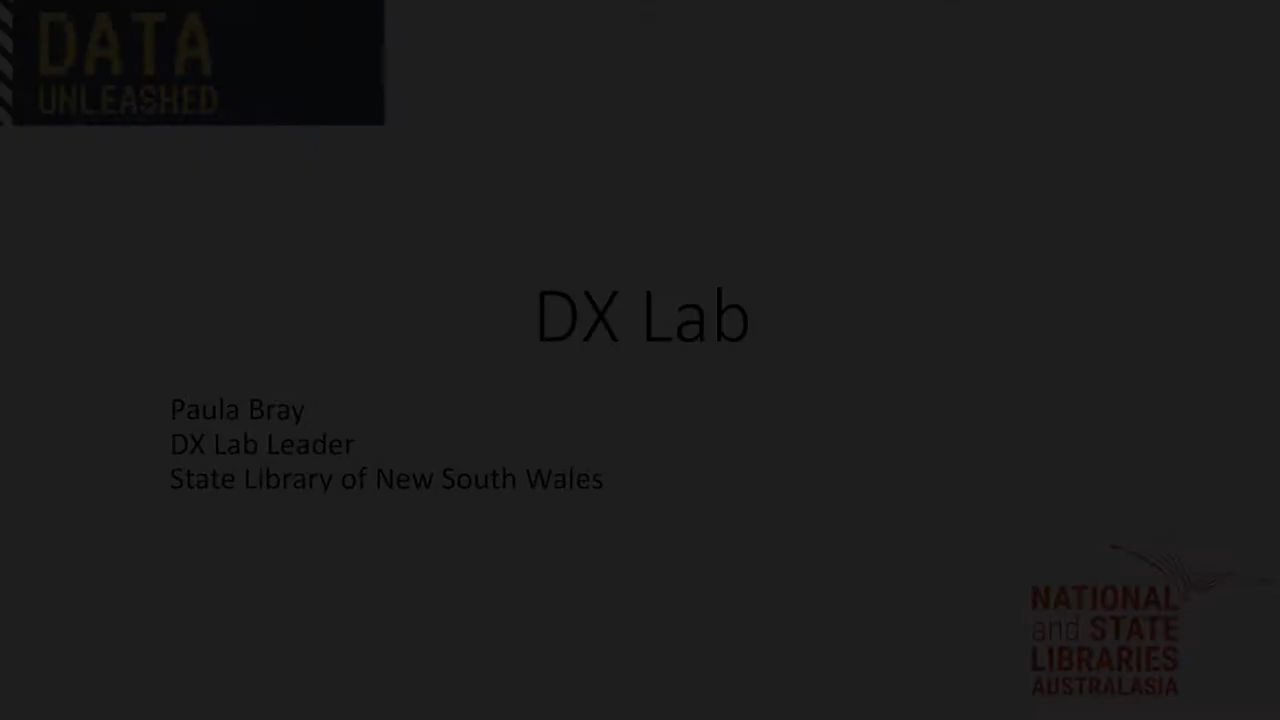 DATA
UNLEASHED
DX Lab
Paula Bray
DX Lab Leader
State Library of New South Wales
NATIONAL
and STATE
LIBRARIES
AUSTRALASIA